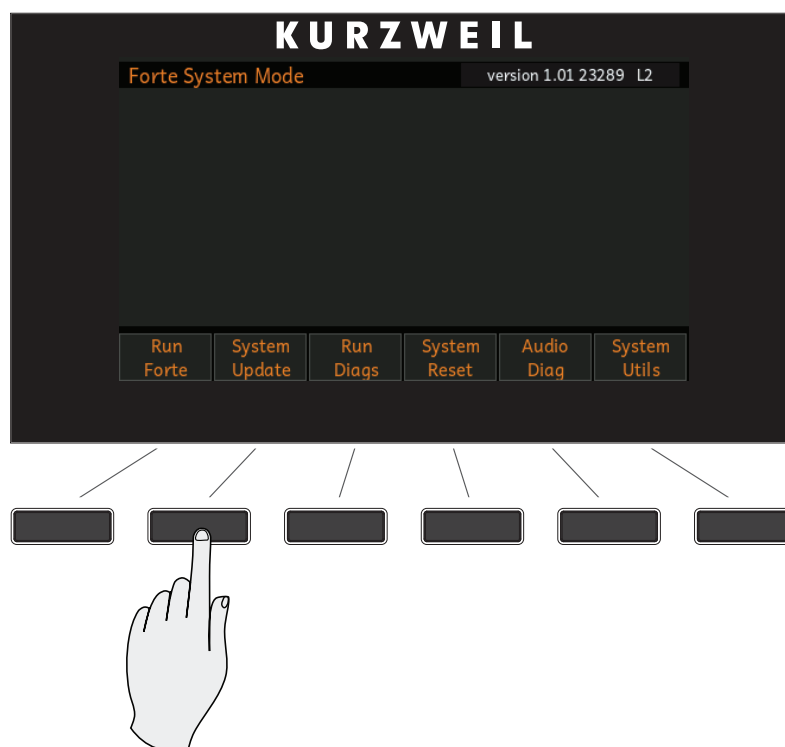 KURZWEIL
Forte System Mode version 1.01 23289 L2
Run System Run System Audio System
Forte Update Diags Reset Diag Utils